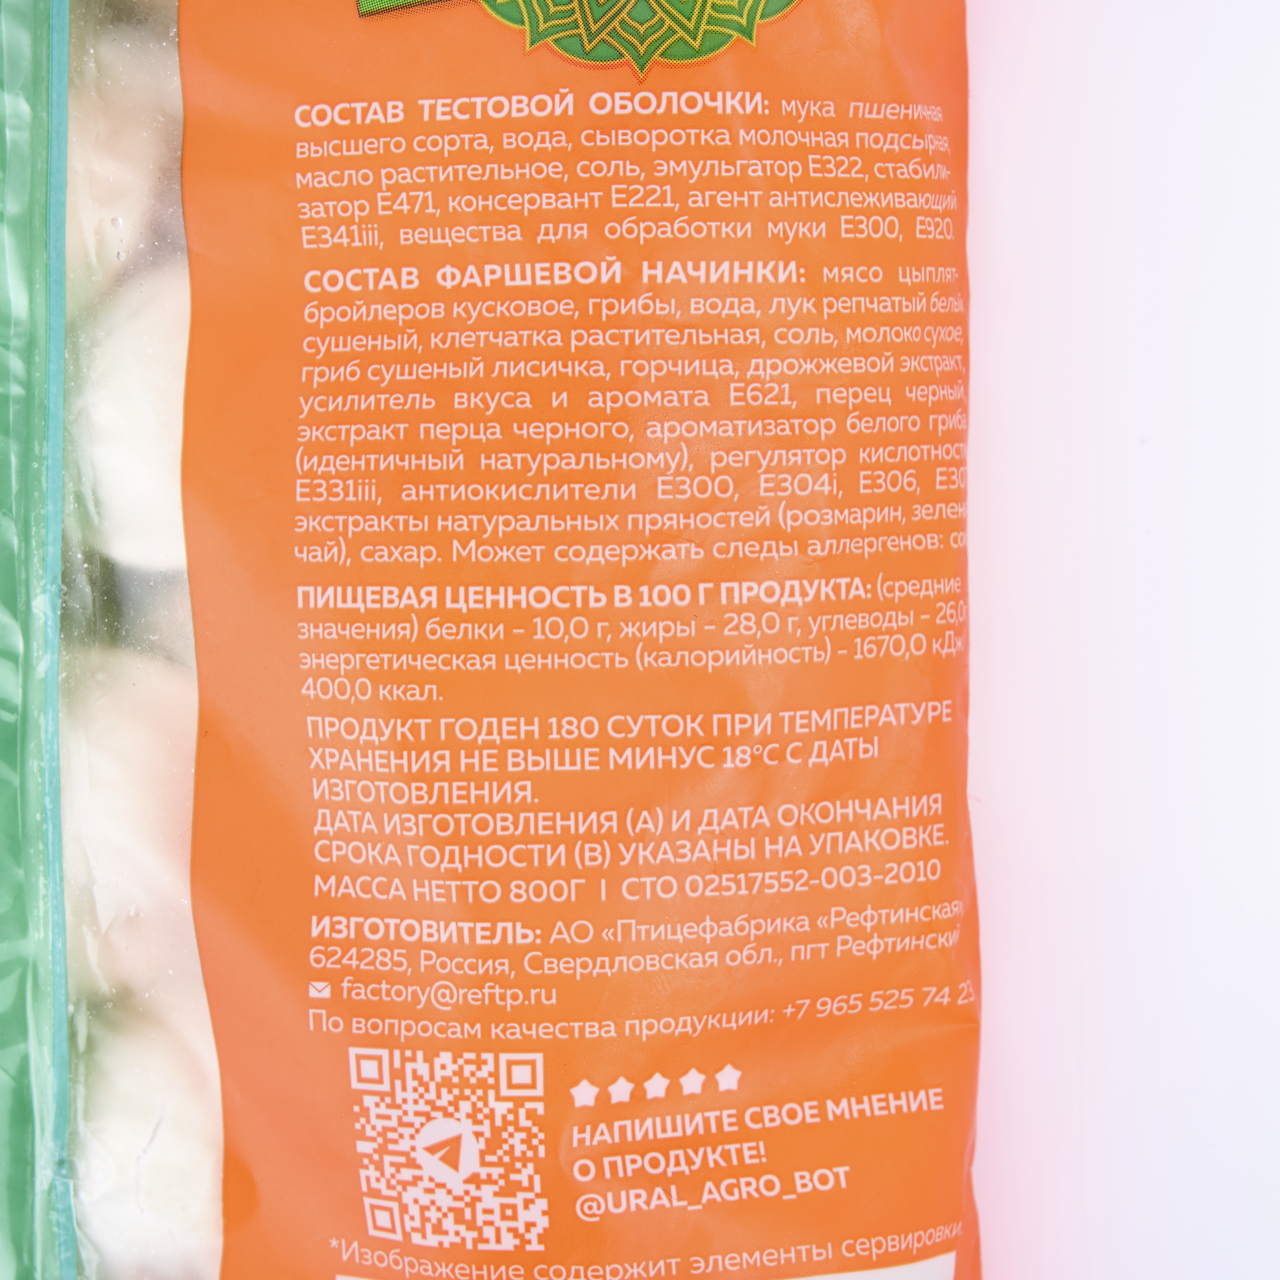 СОСТАВ ТЕСТОВОЙ ОБОЛОЧКИ: мука пшеничная
высшего сорта, вода, сыворотка молочная подсырная,
масло растительное, соль, эмульгатор Е322, стабили-
затор Е471, консервант Е221, агент антислеживающий
Е341iii, вещества для обработки муки Е300, Е920.
СОСТАВ ФАРШЕВОЙ НАЧИНКИ: мясо цыплят-
бройлеров кусковое, грибы, вода, лук репчатый белый
сушеный, клетчатка растительная, соль, молоко сухое,
гриб сушеный лисичка, горчица, дрожжевой экстракт,
усилитель вкуса и аромата Е621, перец черный,
экстракт перца черного, ароматизатор белого гриба
(идентичный натуральному), регулятор кислотности
Е331iii, антиокислители Е300, Е304i, Е306,
экстракты натуральных пряностей (розмарин,
чай), сахар. Может содержать следы аллергенов:
ПИЩЕВАЯ ЦЕННОСТЬ В 100 Г ПРОДУКТА: (средние
значения) белки – 10,0 г, жиры – 28,0 г, углеводы – 26,0г
энергетическая ценность (калорийность) – 1670,0 кДж
400,0 ккал.
ПРОДУКТ ГОДЕН 180 СУТОК ПРИ ТЕМПЕРАТУРЕ
ХРАНЕНИЯ НЕ ВЫШЕ МИНУС 18°С С ДАТЫ
ИЗГОТОВЛЕНИЯ.
ДАТА ИЗГОТОВЛЕНИЯ (А) И ДАТА ОКОНЧАНИЯ
СРОКА ГОДНОСТИ (В) УКАЗАНЫ НА УПАКОВКЕ.
МАССА НЕТТО 800Г | СТО 02517552-003-2010
ИЗГОТОВИТЕЛЬ: АО «Птицефабрика «Рефтинская»,
624285, Россия, Свердловская обл., пгт Рефтинский
factory@reftp.ru
По вопросам качества продукции: +7 965 525 74 23
НАПИШИТЕ СВОЕ МНЕНИЕ
О ПРОДУКТЕ!
@URAL_AGRO_BOT
*Изображение содержит элементы сервировки.